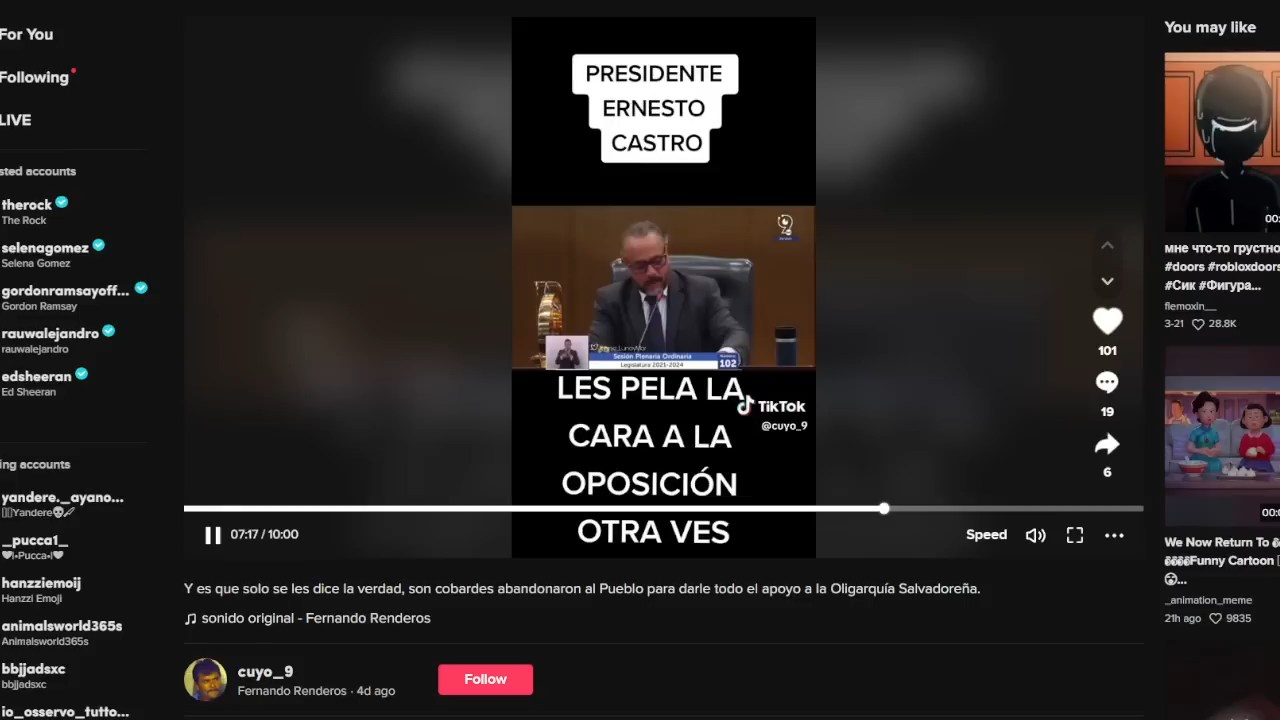 For You
Following
LIVE
sted accounts
therock
The Rock
selenagomez
Selena Gomez
gordonramsayoff...
Gordon Ramsay
rauwalejandro
rauwalejandro
edsheeran
Ed Sheeran
ing accounts
yandere._ayano...
Yandere
_pucca1_
Pucca
hanzziemoij
Hanzzi Emoji
animalsworld365s
Animalsworld365s
bbjjadsxc
bbjjadsxc
io_osservo_tutto...
PRESIDENTE
ERNESTO
CASTRO
Sesión Plenaria Ordinaria
Legislatura 2021-2024
102
LES PELA LA
CARA A LA
OPOSICIÓN
OTRA VES
TikTok
@cuyo_9
101
19
6
07:17 / 10:00
Speed
Y es que solo se les dice la verdad, son cobardes abandonaron al Pueblo para darle todo el apoyo a la Oligarquía Salvadoreña.
sonido original - Fernando Renderos
cuyo_9
Fernando Renderos · 4d ago
Follow
You may like
00:
мне что-то грустно
#doors #robloxdoors
#Сик #Фигура...
flemoxin__
3-21 28.8K
00:
We Now Return To
Funny Cartoon
...
_animation_meme
21h ago 9835